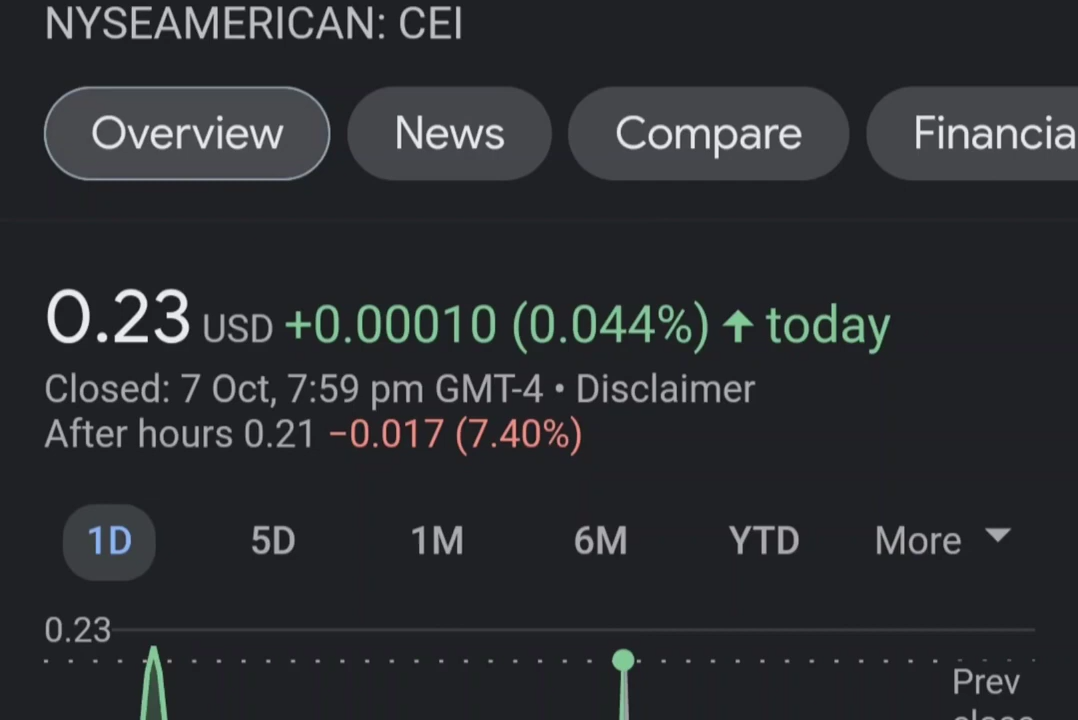 NYSEAMERICAN: CEI
Overview News Compare Financia
0.23 USD +0.00010 (0.044%) ↑ today
Closed: 7 Oct, 7:59 pm GMT-4 • Disclaimer
After hours 0.21 −0.017 (7.40%)
1D 5D 1M 6M YTD More
0.23
Prev
close